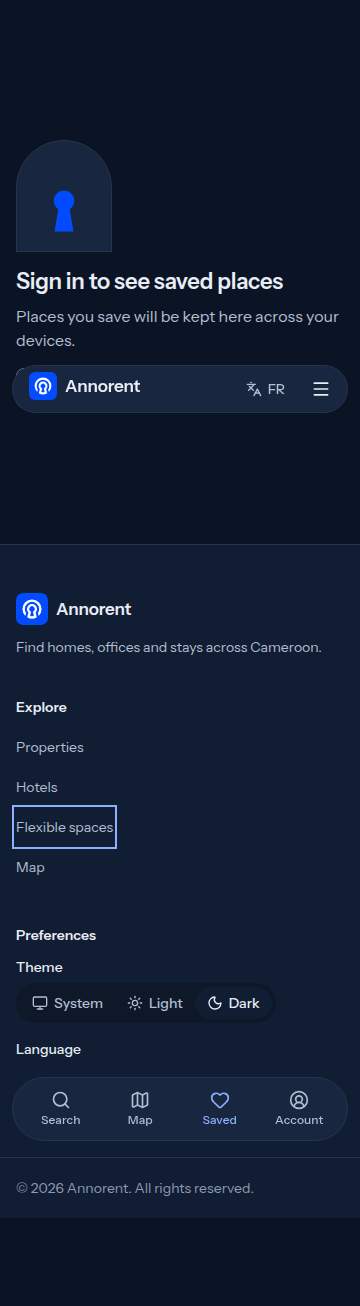 Sign in to see saved places
Places you save will be kept here across your
devices.
Annorent
FR
Annorent
Find homes, offices and stays across Cameroon.
Explore
Properties
Hotels
Flexible spaces
Map
Preferences
Theme
System Light Dark
Language
Search Map Saved Account
© 2026 Annorent. All rights reserved.